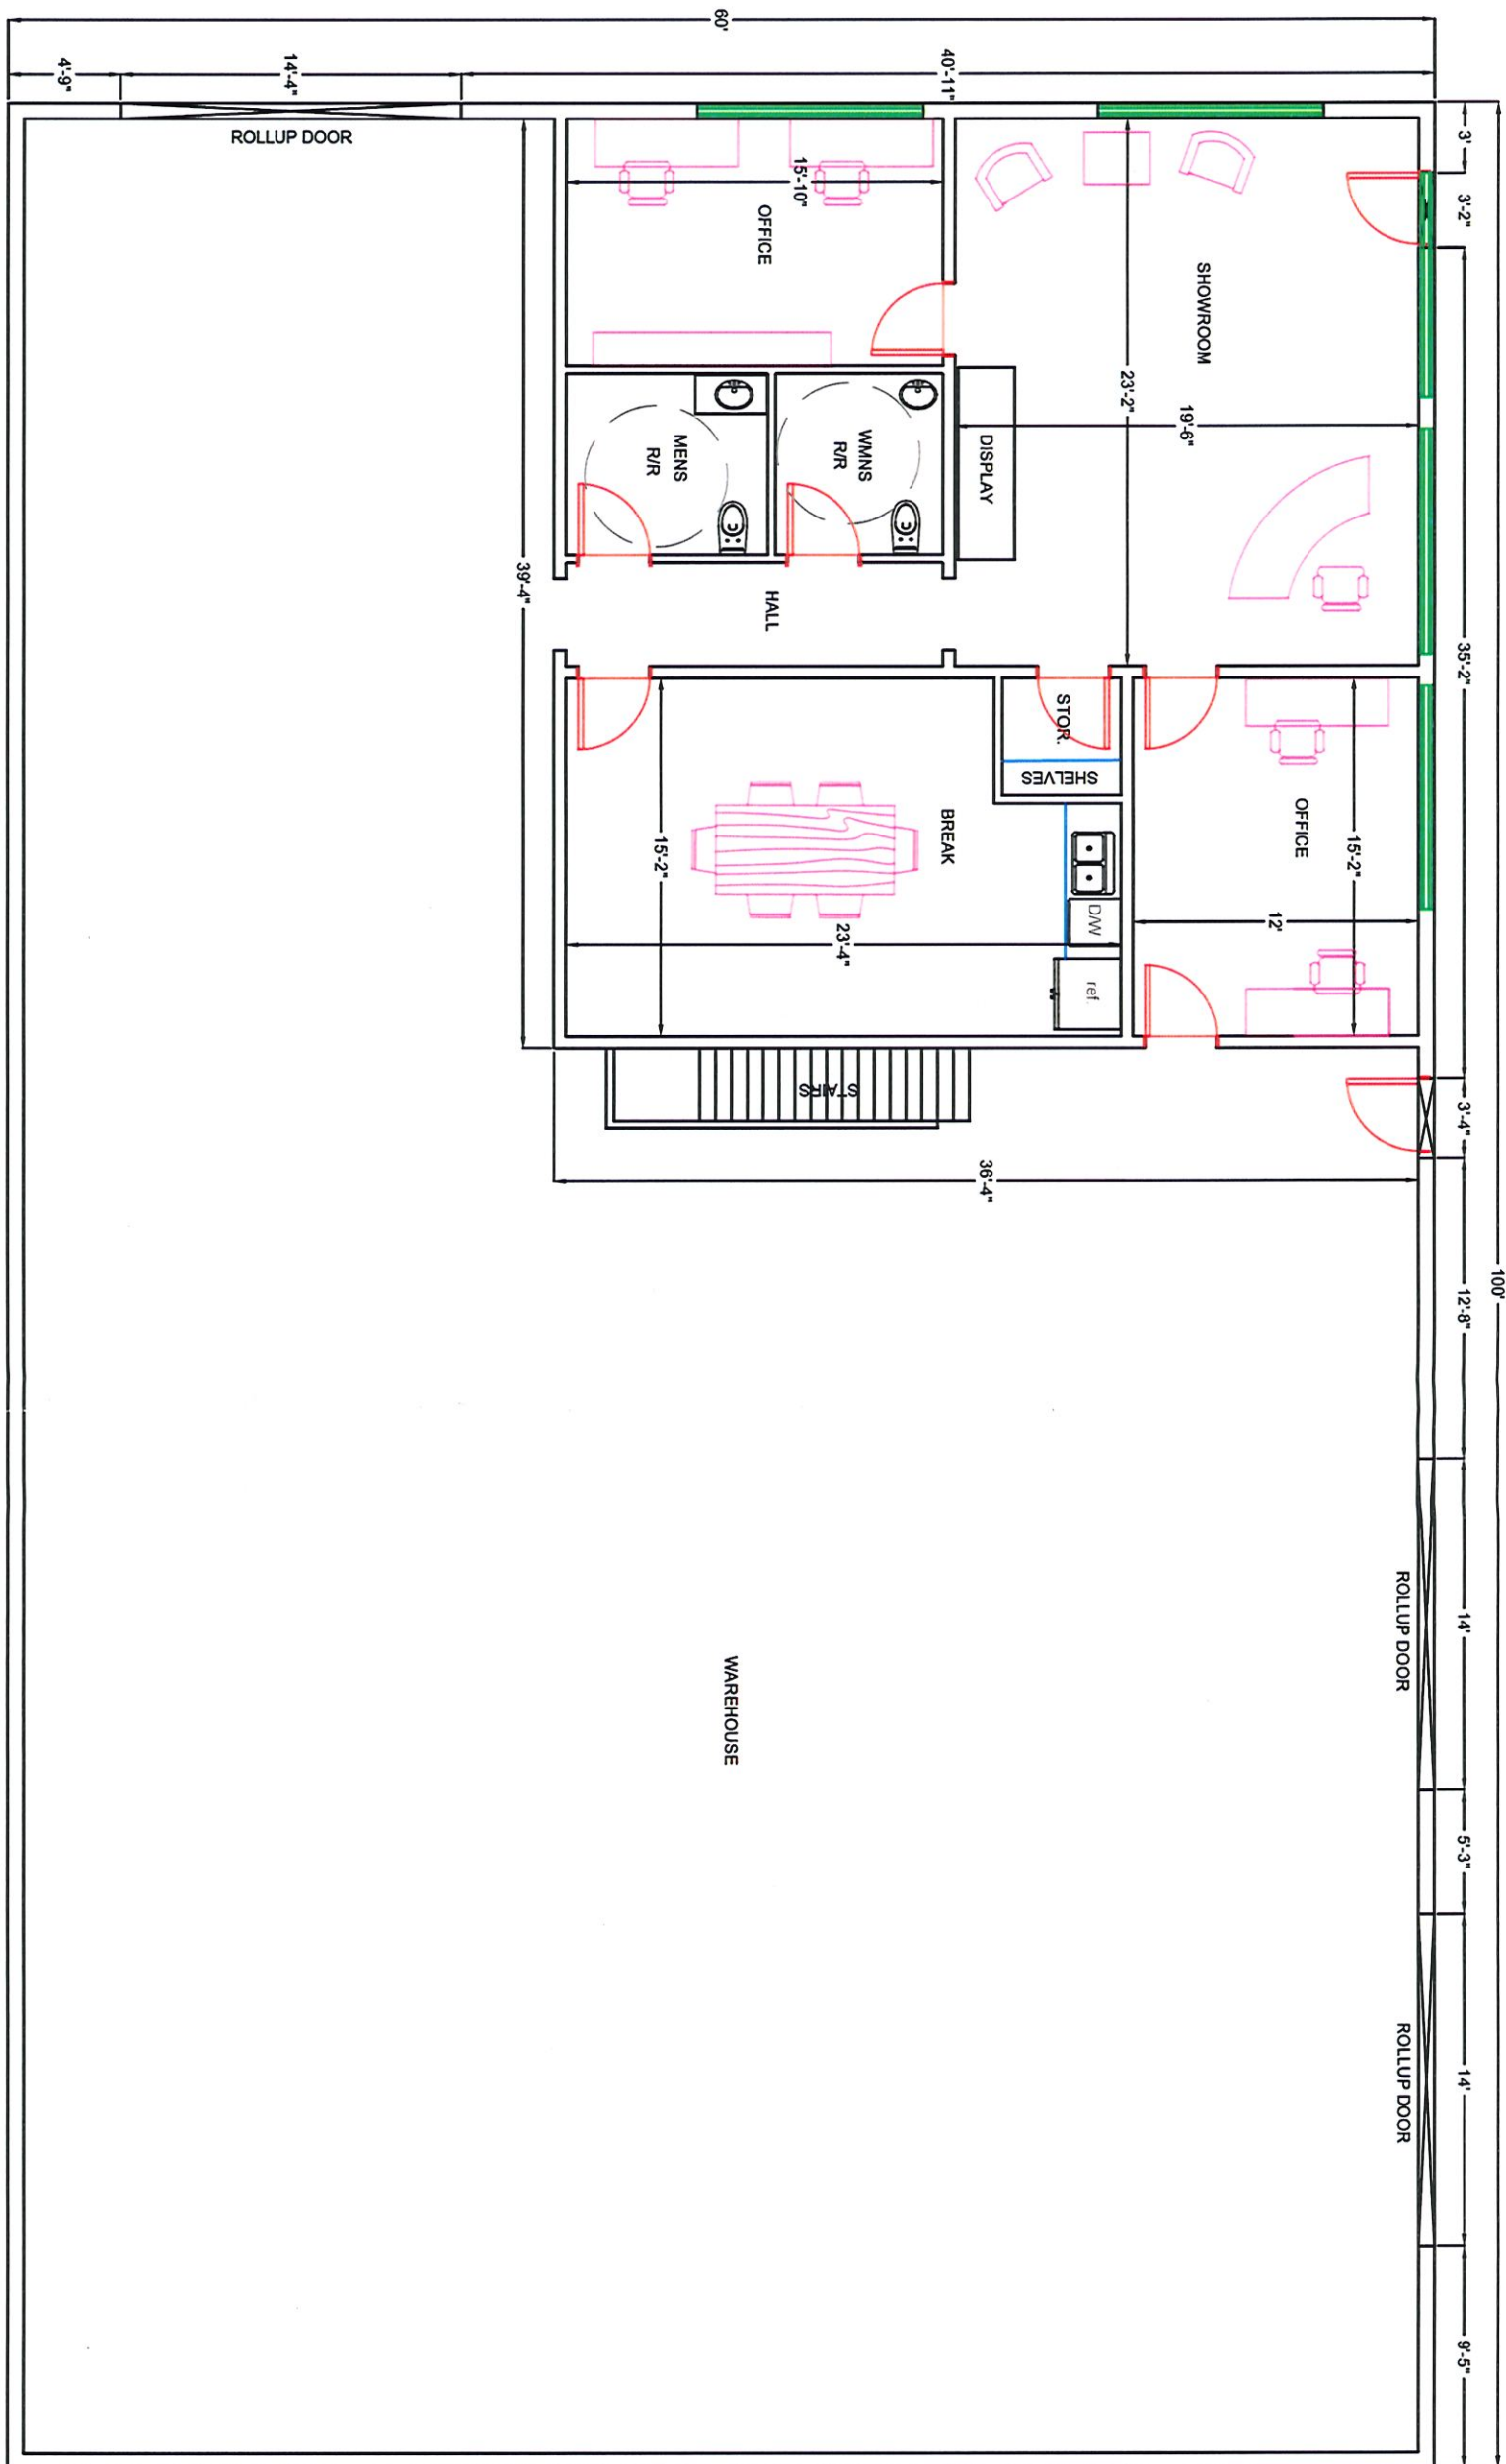 60'
4'-9"
14'-4"
40'-11"
100'
3'
3'-2"
35'-2"
3'-4"
12'-8"
14'
5'-3"
14'
9'-5"
ROLLUP DOOR
15'-10"
OFFICE
SHOWROOM
23'-2"
19'-6"
DISPLAY
MENS
R/R
WMNS
R/R
39'-4"
HALL
STOR.
SHELVES
OFFICE
15'-2"
12'
BREAK
15'-2"
23'-4"
D/W
ref.
STAIRS
36'-4"
WAREHOUSE
ROLLUP DOOR
ROLLUP DOOR